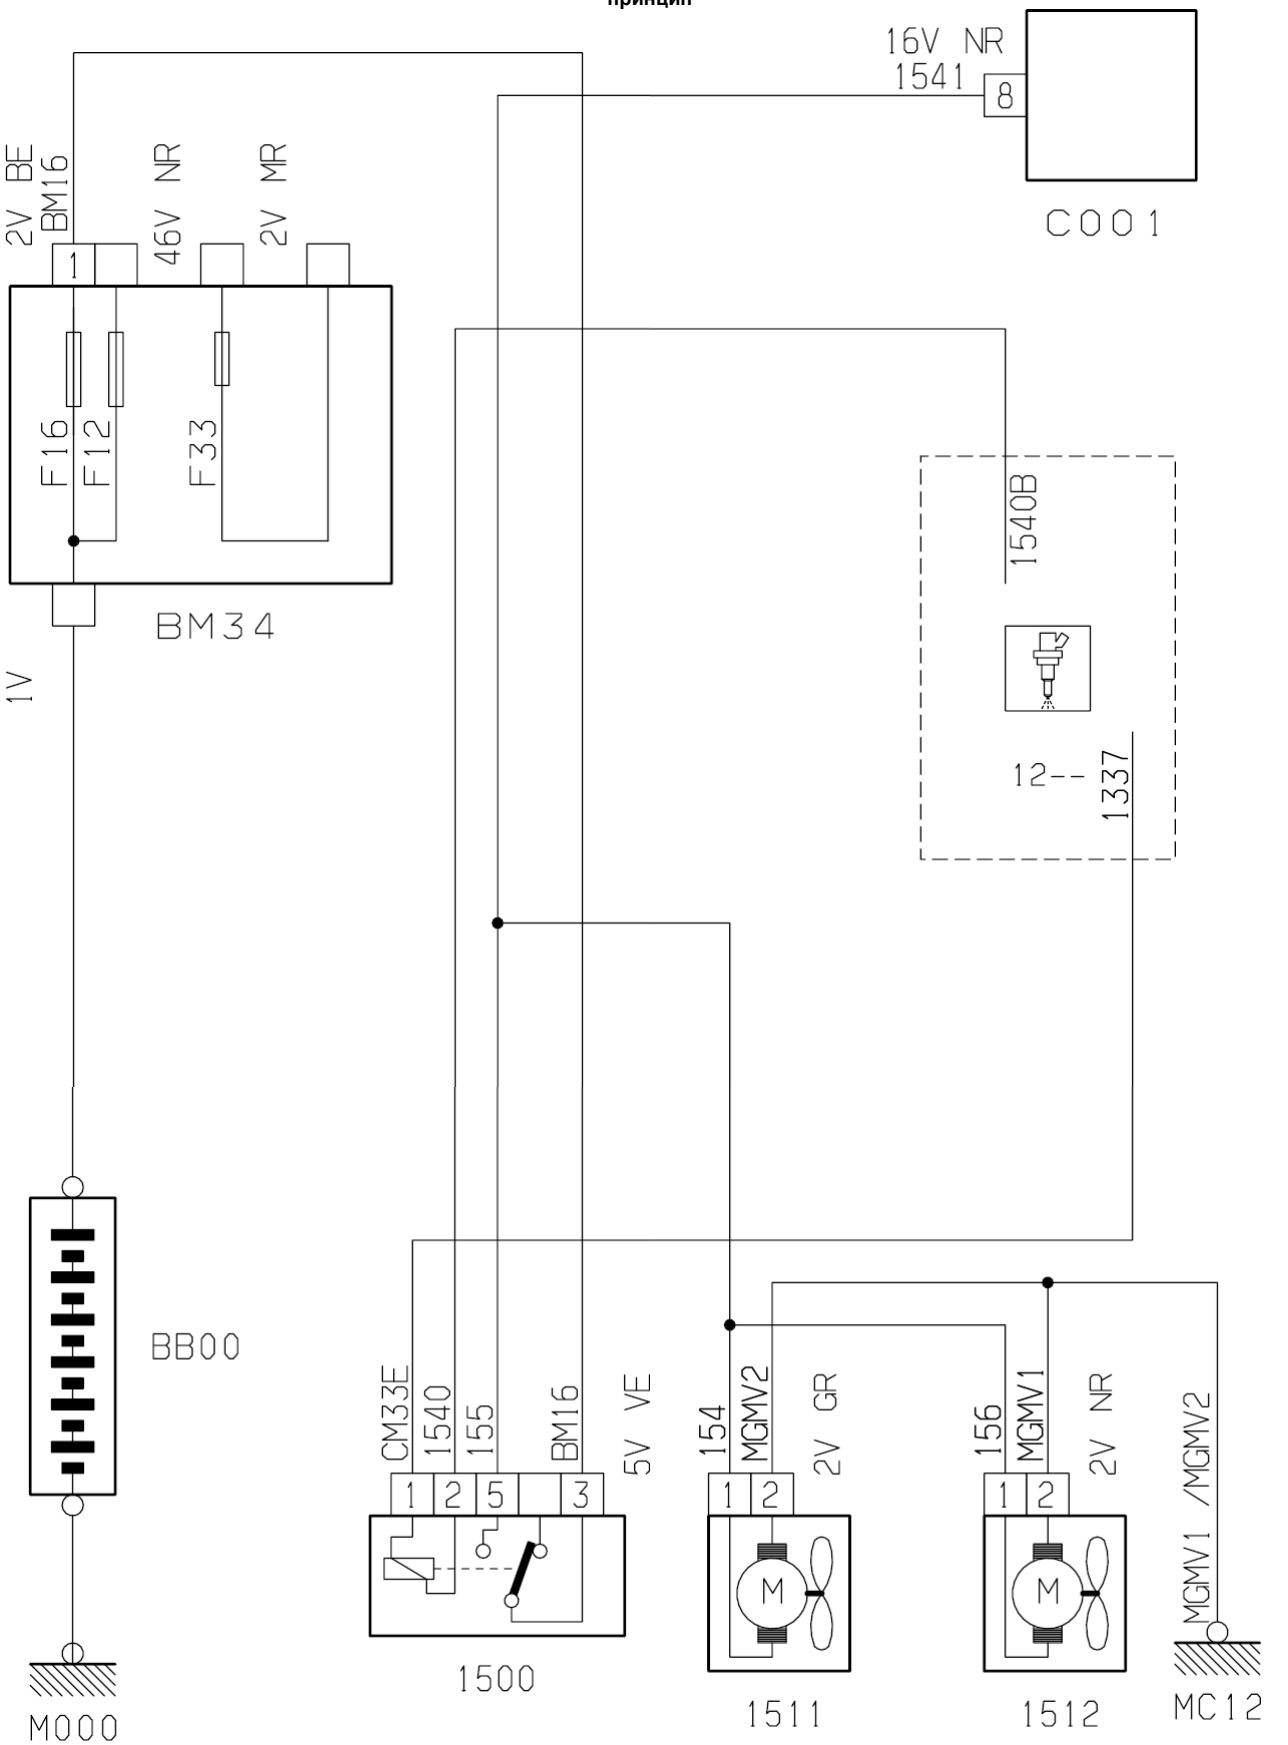 принцип
16V NR
1541
8
C001
2V BE
BM16
46V NR
2V MR
1
F16
F12
F33
BM34
1V
1540B
12--
1337
BB00
CM33E
1540
155
BM16
5V VE
1 2 5 3
1500
154
MGMV2
2V GR
1 2
M
1511
156
MGMV1
2V NR
1 2
M
1512
MGMV1 /MGMV2
MC12
M000